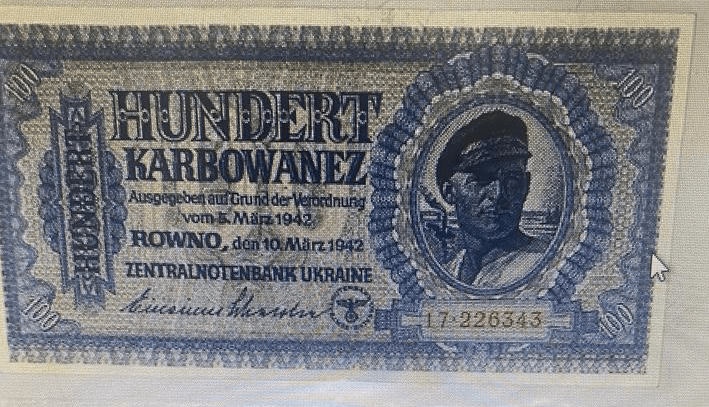 100
100
HUNDERT
HUNDERT
KARBOWANEZ
Ausgegeben auf Grund der Verordnung
vom 5. März 1942
ROWNO, den 10. März 1942
ZENTRALNOTENBANK UKRAINE
17·226343
100
100